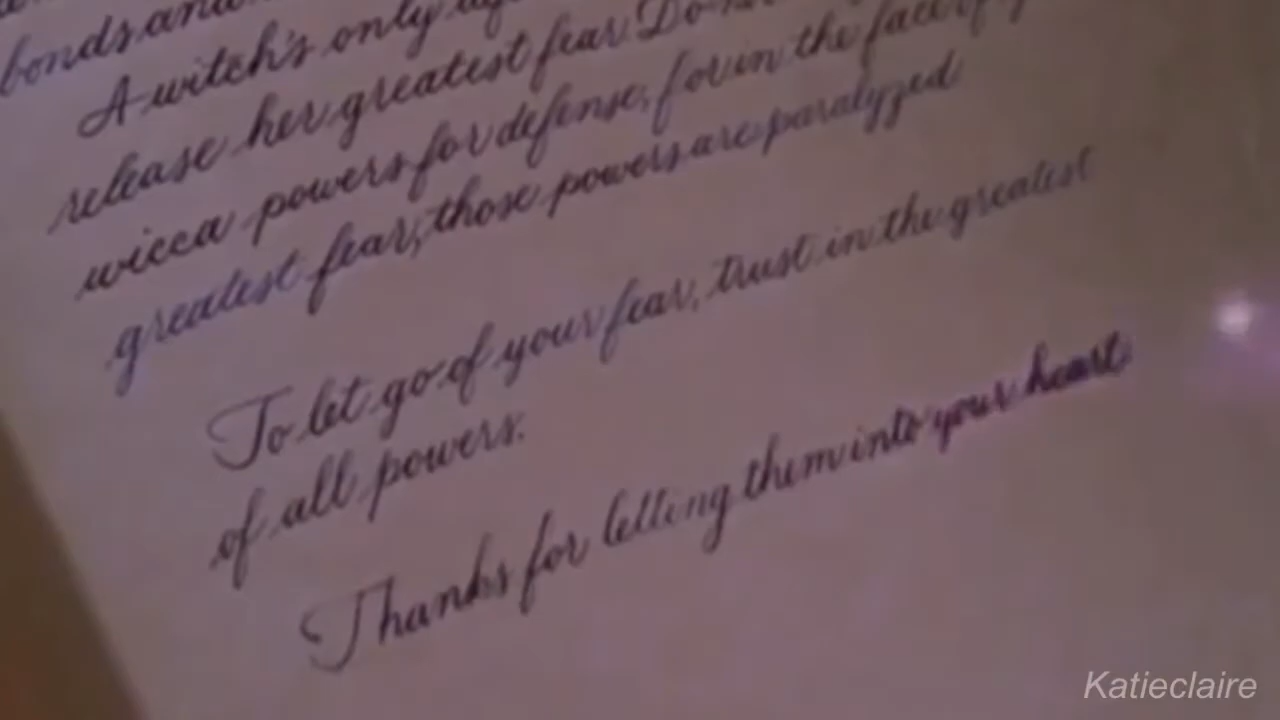 bonds and
A witch's only
release her greatest fear Do
wicca powers for defense, for in the face of
greatest fear, those powers are paralyzed
To let go of your fear, trust in the greatest
of all powers.
Thanks for letting them into your heart
Katieclaire